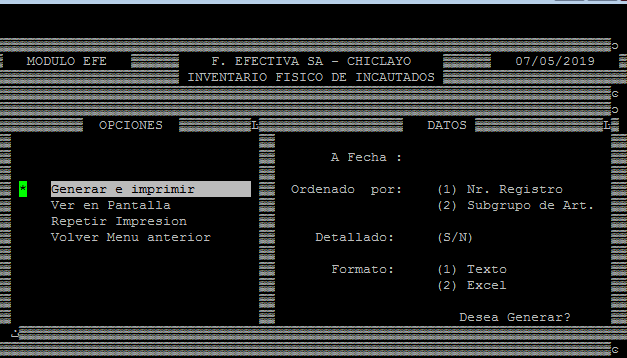 MODULO EFE F. EFECTIVA SA - CHICLAYO 07/05/2019
INVENTARIO FISICO DE INCAUTADOS
OPCIONES DATOS
A Fecha :
* Generar e imprimir Ordenado por: (1) Nr. Registro
Ver en Pantalla (2) Subgrupo de Art.
Repetir Impresion
Volver Menu anterior Detallado: (S/N)
Formato: (1) Texto
(2) Excel
Desea Generar?